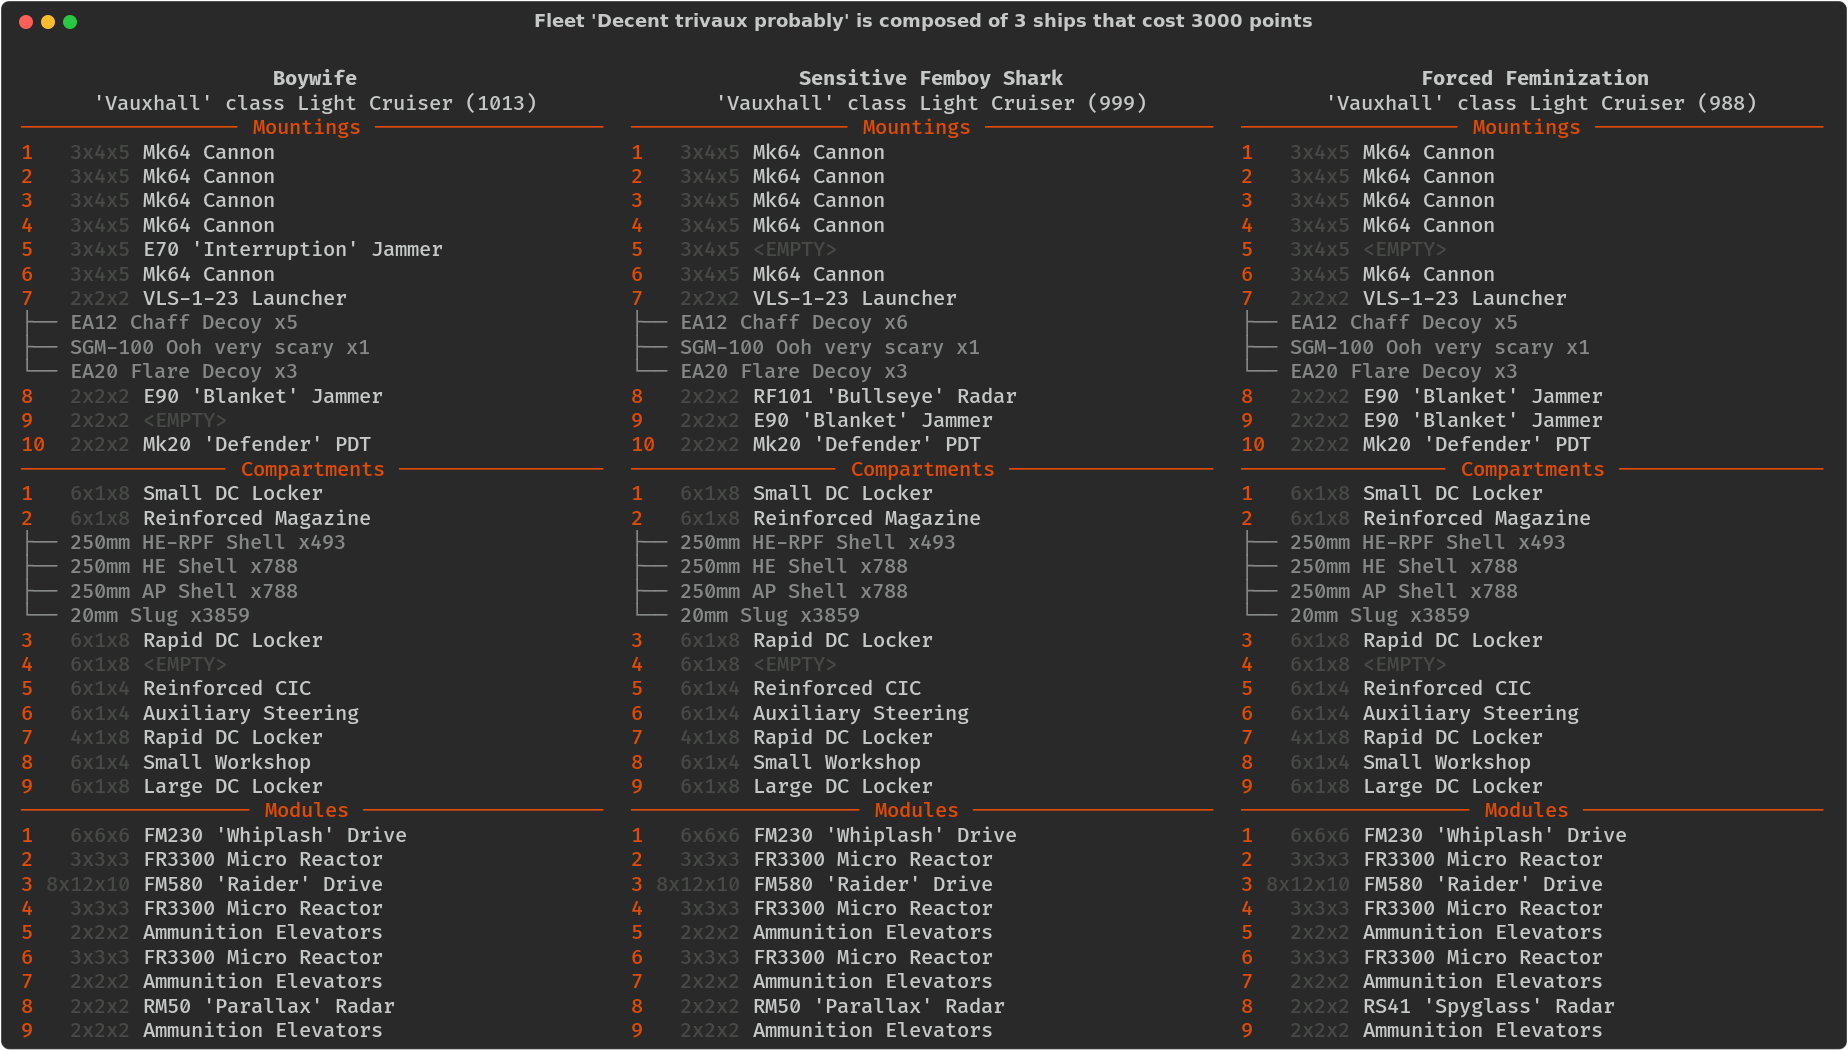 Fleet 'Decent trivaux probably' is composed of 3 ships that cost 3000 points
Boywife
'Vauxhall' class Light Cruiser (1013)
Mountings
1 3x4x5 Mk64 Cannon
2 3x4x5 Mk64 Cannon
3 3x4x5 Mk64 Cannon
4 3x4x5 Mk64 Cannon
5 3x4x5 E70 'Interruption' Jammer
6 3x4x5 Mk64 Cannon
7 2x2x2 VLS-1-23 Launcher
├── EA12 Chaff Decoy x5
├── SGM-100 Ooh very scary x1
└── EA20 Flare Decoy x3
8 2x2x2 E90 'Blanket' Jammer
9 2x2x2 <EMPTY>
10 2x2x2 Mk20 'Defender' PDT
Compartments
1 6x1x8 Small DC Locker
2 6x1x8 Reinforced Magazine
├── 250mm HE-RPF Shell x493
├── 250mm HE Shell x788
├── 250mm AP Shell x788
└── 20mm Slug x3859
3 6x1x8 Rapid DC Locker
4 6x1x8 <EMPTY>
5 6x1x4 Reinforced CIC
6 6x1x4 Auxiliary Steering
7 4x1x8 Rapid DC Locker
8 6x1x4 Small Workshop
9 6x1x8 Large DC Locker
Modules
1 6x6x6 FM230 'Whiplash' Drive
2 3x3x3 FR3300 Micro Reactor
3 8x12x10 FM580 'Raider' Drive
4 3x3x3 FR3300 Micro Reactor
5 2x2x2 Ammunition Elevators
6 3x3x3 FR3300 Micro Reactor
7 2x2x2 Ammunition Elevators
8 2x2x2 RM50 'Parallax' Radar
9 2x2x2 Ammunition Elevators
Sensitive Femboy Shark
'Vauxhall' class Light Cruiser (999)
Mountings
1 3x4x5 Mk64 Cannon
2 3x4x5 Mk64 Cannon
3 3x4x5 Mk64 Cannon
4 3x4x5 Mk64 Cannon
5 3x4x5 <EMPTY>
6 3x4x5 Mk64 Cannon
7 2x2x2 VLS-1-23 Launcher
├── EA12 Chaff Decoy x6
├── SGM-100 Ooh very scary x1
└── EA20 Flare Decoy x3
8 2x2x2 RF101 'Bullseye' Radar
9 2x2x2 E90 'Blanket' Jammer
10 2x2x2 Mk20 'Defender' PDT
Compartments
1 6x1x8 Small DC Locker
2 6x1x8 Reinforced Magazine
├── 250mm HE-RPF Shell x493
├── 250mm HE Shell x788
├── 250mm AP Shell x788
└── 20mm Slug x3859
3 6x1x8 Rapid DC Locker
4 6x1x8 <EMPTY>
5 6x1x4 Reinforced CIC
6 6x1x4 Auxiliary Steering
7 4x1x8 Rapid DC Locker
8 6x1x4 Small Workshop
9 6x1x8 Large DC Locker
Modules
1 6x6x6 FM230 'Whiplash' Drive
2 3x3x3 FR3300 Micro Reactor
3 8x12x10 FM580 'Raider' Drive
4 3x3x3 FR3300 Micro Reactor
5 2x2x2 Ammunition Elevators
6 3x3x3 FR3300 Micro Reactor
7 2x2x2 Ammunition Elevators
8 2x2x2 RM50 'Parallax' Radar
9 2x2x2 Ammunition Elevators
Forced Feminization
'Vauxhall' class Light Cruiser (988)
Mountings
1 3x4x5 Mk64 Cannon
2 3x4x5 Mk64 Cannon
3 3x4x5 Mk64 Cannon
4 3x4x5 Mk64 Cannon
5 3x4x5 <EMPTY>
6 3x4x5 Mk64 Cannon
7 2x2x2 VLS-1-23 Launcher
├── EA12 Chaff Decoy x5
├── SGM-100 Ooh very scary x1
└── EA20 Flare Decoy x3
8 2x2x2 E90 'Blanket' Jammer
9 2x2x2 E90 'Blanket' Jammer
10 2x2x2 Mk20 'Defender' PDT
Compartments
1 6x1x8 Small DC Locker
2 6x1x8 Reinforced Magazine
├── 250mm HE-RPF Shell x493
├── 250mm HE Shell x788
├── 250mm AP Shell x788
└── 20mm Slug x3859
3 6x1x8 Rapid DC Locker
4 6x1x8 <EMPTY>
5 6x1x4 Reinforced CIC
6 6x1x4 Auxiliary Steering
7 4x1x8 Rapid DC Locker
8 6x1x4 Small Workshop
9 6x1x8 Large DC Locker
Modules
1 6x6x6 FM230 'Whiplash' Drive
2 3x3x3 FR3300 Micro Reactor
3 8x12x10 FM580 'Raider' Drive
4 3x3x3 FR3300 Micro Reactor
5 2x2x2 Ammunition Elevators
6 3x3x3 FR3300 Micro Reactor
7 2x2x2 Ammunition Elevators
8 2x2x2 RS41 'Spyglass' Radar
9 2x2x2 Ammunition Elevators